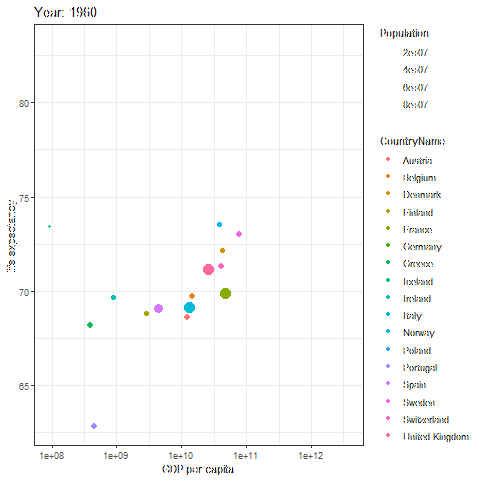 Year: 1960
life expectancy
80
75
70
65
1e+08
1e+09
1e+10
1e+11
1e+12
GDP per capita
Population
2e+07
4e+07
6e+07
8e+07
CountryName
Austria
Belgium
Denmark
Finland
France
Germany
Greece
Iceland
Ireland
Italy
Norway
Poland
Portugal
Spain
Sweden
Switzerland
United Kingdom